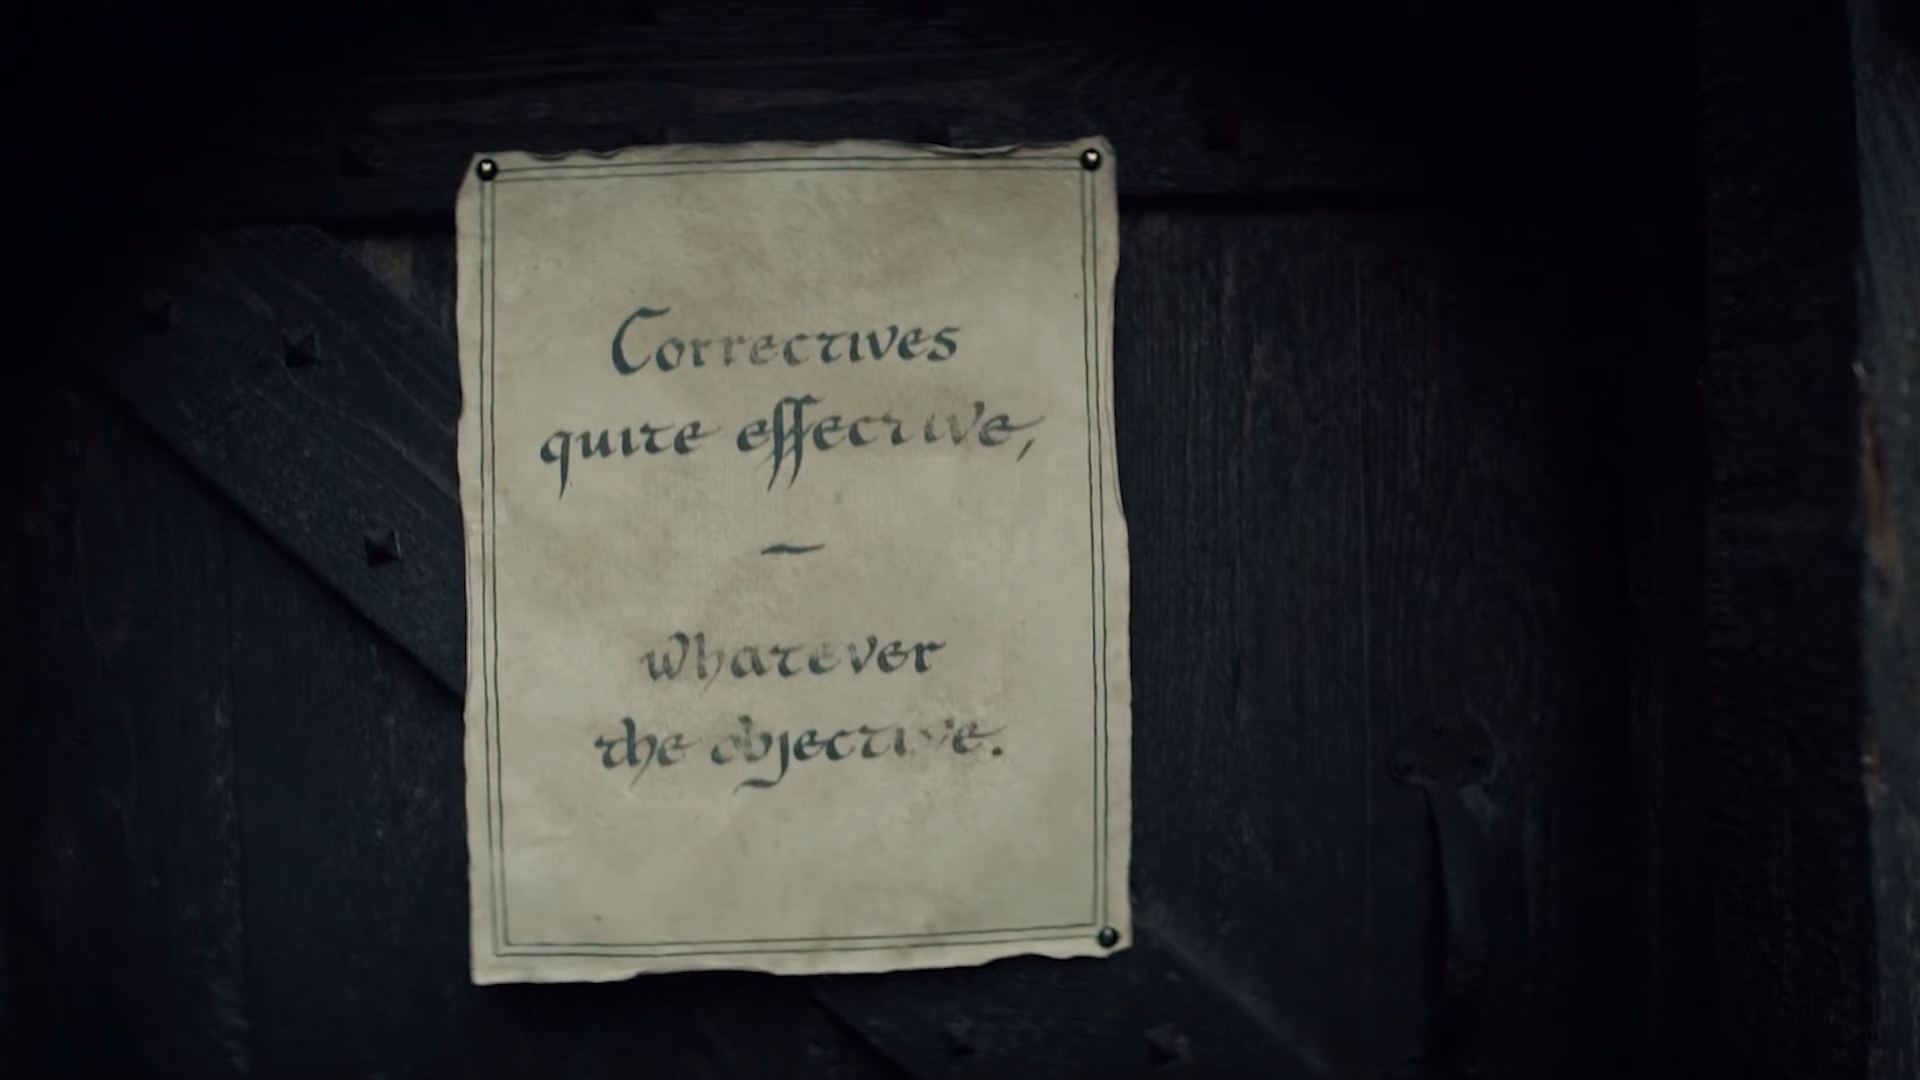 Correctives
quite effective,
—
whatever
the objective.